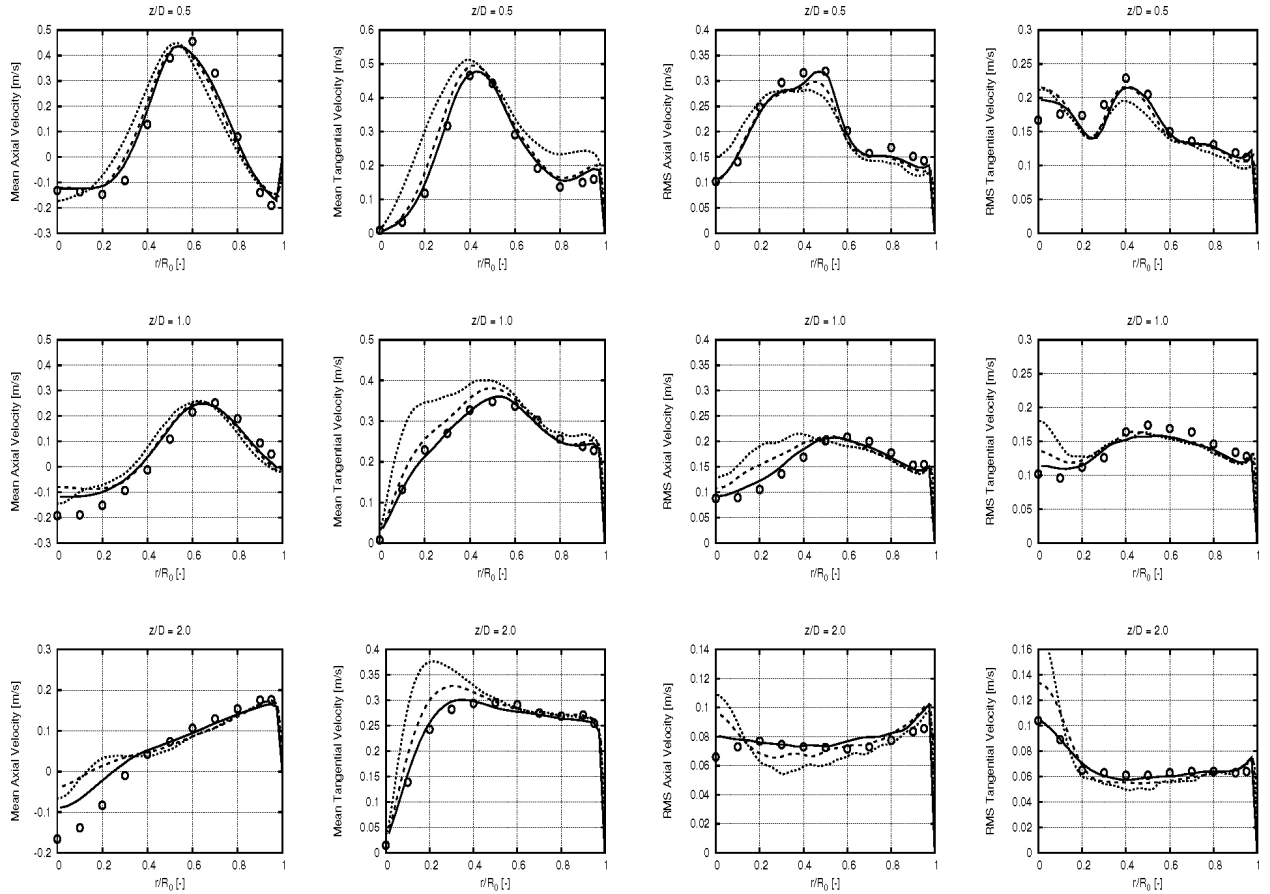 z/D = 0.5
Mean Axial Velocity [m/s]
0.5
0.4
0.3
0.2
0.1
0
-0.1
-0.2
-0.3
0 0.2 0.4 0.6 0.8 1
r/R0 [-]
z/D = 0.5
Mean Tangential Velocity [m/s]
0.6
0.5
0.4
0.3
0.2
0.1
0
0 0.2 0.4 0.6 0.8 1
r/R0 [-]
z/D = 0.5
RMS Axial Velocity [m/s]
0.4
0.35
0.3
0.25
0.2
0.15
0.1
0.05
0
0 0.2 0.4 0.6 0.8 1
r/R0 [-]
z/D = 0.5
RMS Tangential Velocity [m/s]
0.3
0.25
0.2
0.15
0.1
0.05
0
0 0.2 0.4 0.6 0.8 1
r/R0 [-]
z/D = 1.0
Mean Axial Velocity [m/s]
0.5
0.4
0.3
0.2
0.1
0
-0.1
-0.2
-0.3
0 0.2 0.4 0.6 0.8 1
r/R0 [-]
z/D = 1.0
Mean Tangential Velocity [m/s]
0.5
0.4
0.3
0.2
0.1
0
0 0.2 0.4 0.6 0.8 1
r/R0 [-]
z/D = 1.0
RMS Axial Velocity [m/s]
0.4
0.35
0.3
0.25
0.2
0.15
0.1
0.05
0
0 0.2 0.4 0.6 0.8 1
r/R0 [-]
z/D = 1.0
RMS Tangential Velocity [m/s]
0.3
0.25
0.2
0.15
0.1
0.05
0
0 0.2 0.4 0.6 0.8 1
r/R0 [-]
z/D = 2.0
Mean Axial Velocity [m/s]
0.3
0.2
0.1
0
-0.1
-0.2
0 0.2 0.4 0.6 0.8 1
r/R0 [-]
z/D = 2.0
Mean Tangential Velocity [m/s]
0.4
0.35
0.3
0.25
0.2
0.15
0.1
0.05
0
0 0.2 0.4 0.6 0.8 1
r/R0 [-]
z/D = 2.0
RMS Axial Velocity [m/s]
0.14
0.12
0.1
0.08
0.06
0.04
0.02
0
0 0.2 0.4 0.6 0.8 1
r/R0 [-]
z/D = 2.0
RMS Tangential Velocity [m/s]
0.16
0.14
0.12
0.1
0.08
0.06
0.04
0.02
0
0 0.2 0.4 0.6 0.8 1
r/R0 [-]